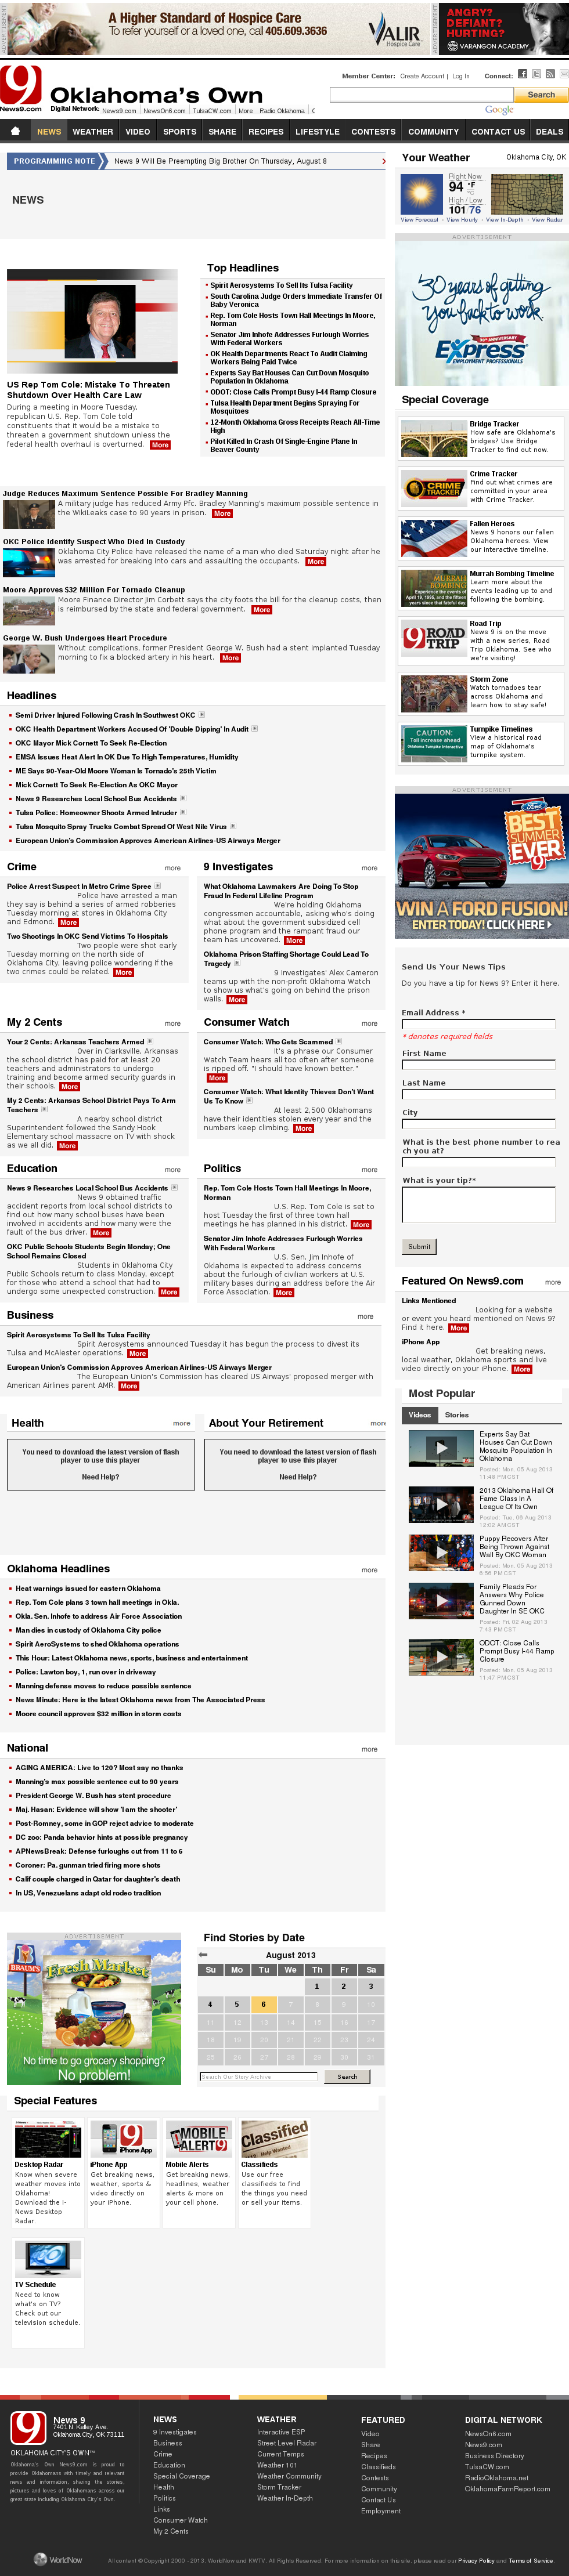 ADVERTISEMENT
A Higher Standard of Hospice Care
To refer your loved one, call 405.609.3636
VALIR
Hospice Care
ADVERTISEMENT
ANGRY?
DEFIANT?
HURTING?
VARANGON ACADEMY
9
News9.com
Oklahoma's Own
Digital Network: News9.com | NewsOn6.com | TulsaCW.com | More | Radio Oklahoma
Member Center: Create Account | Log In
Connect:
Search
Google
NEWS WEATHER VIDEO SPORTS SHARE RECIPES LIFESTYLE CONTESTS COMMUNITY CONTACT US DEALS
PROGRAMMING NOTE News 9 Will Be Preempting Big Brother On Thursday, August 8
NEWS
US Rep Tom Cole: Mistake To Threaten Shutdown Over Health Care Law
During a meeting in Moore Tuesday, republican U.S. Rep. Tom Cole told constituents that it would be a mistake to threaten a government shutdown unless the federal health overhaul is overturned. More
Top Headlines
Spirit Aerosystems To Sell Its Tulsa Facility
South Carolina Judge Orders Immediate Transfer Of Baby Veronica
Rep. Tom Cole Hosts Town Hall Meetings In Moore, Norman
Senator Jim Inhofe Addresses Furlough Worries With Federal Workers
OK Health Departments React To Audit Claiming Workers Being Paid Twice
Experts Say Bat Houses Can Cut Down Mosquito Population In Oklahoma
ODOT: Close Calls Prompt Busy I-44 Ramp Closure
Tulsa Health Department Begins Spraying For Mosquitoes
12-Month Oklahoma Gross Receipts Reach All-Time High
Pilot Killed In Crash Of Single-Engine Plane In Beaver County
Judge Reduces Maximum Sentence Possible For Bradley Manning
A military judge has reduced Army Pfc. Bradley Manning's maximum possible sentence in the WikiLeaks case to 90 years in prison. More
OKC Police Identify Suspect Who Died In Custody
Oklahoma City Police have released the name of a man who died Saturday night after he was arrested for breaking into cars and assaulting the occupants. More
Moore Approves $32 Million For Tornado Cleanup
Moore Finance Director Jim Corbett says the city foots the bill for the cleanup costs, then is reimbursed by the state and federal government. More
George W. Bush Undergoes Heart Procedure
Without complications, former President George W. Bush had a stent implanted Tuesday morning to fix a blocked artery in his heart. More
Headlines
Semi Driver Injured Following Crash In Southwest OKC
OKC Health Department Workers Accused Of 'Double Dipping' In Audit
OKC Mayor Mick Cornett To Seek Re-Election
EMSA Issues Heat Alert In OK Due To High Temperatures, Humidity
ME Says 90-Year-Old Moore Woman Is Tornado's 25th Victim
Mick Cornett To Seek Re-Election As OKC Mayor
News 9 Researches Local School Bus Accidents
Tulsa Police: Homeowner Shoots Armed Intruder
Tulsa Mosquito Spray Trucks Combat Spread Of West Nile Virus
European Union's Commission Approves American Airlines-US Airways Merger
Crime more
Police Arrest Suspect In Metro Crime Spree
Police have arrested a man they say is behind a series of armed robberies Tuesday morning at stores in Oklahoma City and Edmond. More
Two Shootings In OKC Send Victims To Hospitals
Two people were shot early Tuesday morning on the north side of Oklahoma City, leaving police wondering if the two crimes could be related. More
9 Investigates more
What Oklahoma Lawmakers Are Doing To Stop Fraud In Federal Lifeline Program
We're holding Oklahoma congressmen accountable, asking who's doing what about the government subsidized cell phone program and the rampant fraud our team has uncovered. More
Oklahoma Prison Staffing Shortage Could Lead To Tragedy
9 Investigates' Alex Cameron teams up with the non-profit Oklahoma Watch to show us what's going on behind the prison walls. More
My 2 Cents more
Your 2 Cents: Arkansas Teachers Armed
Over in Clarksville, Arkansas the school district has paid for at least 20 teachers and administrators to undergo training and become armed security guards in their schools. More
My 2 Cents: Arkansas School District Pays To Arm Teachers
A nearby school district Superintendent followed the Sandy Hook Elementary school massacre on TV with shock as we all did. More
Consumer Watch more
Consumer Watch: Who Gets Scammed
It's a phrase our Consumer Watch Team hears all too often after someone is ripped off. "I should have known better." More
Consumer Watch: What Identity Thieves Don't Want Us To Know
At least 2,500 Oklahomans have their identities stolen every year and the numbers keep climbing. More
Education more
News 9 Researches Local School Bus Accidents
News 9 obtained traffic accident reports from local school districts to find out how many school buses have been involved in accidents and how many were the fault of the bus driver. More
OKC Public Schools Students Begin Monday; One Score Remains Closed
Students in Oklahoma City Public Schools return to class Monday, except for those who attend a school that had to undergo some unexpected construction. More
Politics more
Rep. Tom Cole Hosts Town Hall Meetings In Moore, Norman
U.S. Rep. Tom Cole is set to host Tuesday the first of three town hall meetings he has planned in his district. More
Senator Jim Inhofe Addresses Furlough Worries With Federal Workers
U.S. Sen. Jim Inhofe of Oklahoma is expected to address concerns about the furlough of civilian workers at U.S. military bases during an address before the Air Force Association. More
Business more
Spirit Aerosystems To Sell Its Tulsa Facility
Spirit Aerosystems announced Tuesday it has begun the process to divest its Tulsa and McAlester operations. More
European Union's Commission Approves American Airlines-US Airways Merger
The European Union's Commission has cleared US Airways' proposed merger with American Airlines parent AMR. More
Health more
You need to download the latest version of flash player to use this player
Need Help?
About Your Retirement more
You need to download the latest version of flash player to use this player
Need Help?
Oklahoma Headlines more
Heat warnings issued for eastern Oklahoma
Rep. Tom Cole plans 3 town hall meetings in Okla.
Okla. Sen. Inhofe to address Air Force Association
Man dies in custody of Oklahoma City police
Spirit AeroSystems to shed Oklahoma operations
This Hour: Latest Oklahoma news, sports, business and entertainment
Police: Lawton boy, 1, run over in driveway
Manning defense moves to reduce possible sentence
News Minute: Here is the latest Oklahoma news from The Associated Press
Moore council approves $32 million in storm costs
National more
AGING AMERICA: Live to 120? Most say no thanks
Manning's max possible sentence cut to 90 years
President George W. Bush has stent procedure
Maj. Hasan: Evidence will show 'I am the shooter'
Post-Romney, some in GOP reject advice to moderate
DC zoo: Panda behavior hints at possible pregnancy
APNewsBreak: Defense furloughs cut from 11 to 6
Coroner: Pa. gunman tried firing more shots
Calif couple charged in Qatar for daughter's death
In US, Venezuelans adapt old rodeo tradition
ADVERTISEMENT
BRAUM'S
Fresh Market
No time to go grocery shopping?
No problem!
Find Stories by Date
August 2013
Su Mo Tu We Th Fr Sa
1 2 3
4 5 6 7 8 9 10
11 12 13 14 15 16 17
18 19 20 21 22 23 24
25 26 27 28 29 30 31
Search Our Story Archive Search
Special Features
Desktop Radar
Know when severe weather moves into Oklahoma! Download the I-News Desktop Radar.
iPhone App
iPhone App
Get breaking news, weather, sports & video directly on your iPhone.
MOBILE ALERT 9
Mobile Alerts
Get breaking news, headlines, weather alerts & more on your cell phone.
Classified
Help Wanted
Classifieds
Use our free classifieds to find the things you need or sell your items.
TV Schedule
Need to know what's on TV? Check out our television schedule.
Your Weather Oklahoma City, OK
Right Now
94 °F °C
High / Low
101 76
View Forecast - View Hourly - View In-Depth - View Radar
ADVERTISEMENT
30 years of getting you back to work.
30TH ANNIVERSARY
Express
EMPLOYMENT PROFESSIONALS
Special Coverage
Bridge Tracker
How safe are Oklahoma's bridges? Use Bridge Tracker to find out now.
CRIME TRACKER
Crime Tracker
Find out what crimes are committed in your area with Crime Tracker.
Fallen Heroes
News 9 honors our fallen Oklahoma heroes. View our interactive timeline.
MURRAH BOMBING
Experience the events of April 19, 1995, and the fifteen years since that fateful day
Murrah Bombing Timeline
Learn more about the events leading up to and following the bombing.
9 ROAD TRIP
Road Trip
News 9 is on the move with a new series, Road Trip Oklahoma. See who we're visiting!
Storm Zone
Watch tornadoes tear across Oklahoma and learn how to stay safe!
CAUTION:
Toll increase ahead
Oklahoma Turnpike Interactive
Turnpike Timelines
View a historical road map of Oklahoma's turnpike system.
ADVERTISEMENT
BEST SUMMER EVER 9
WIN A FORD FUSION!
ENTER TODAY! CLICK HERE
Send Us Your News Tips
Do you have a tip for News 9? Enter it here.
Email Address *
* denotes required fields
First Name
Last Name
City
What is the best phone number to reach you at?
What is your tip?*
Submit
Featured On News9.com more
Links Mentioned
Looking for a website or event you heard mentioned on News 9? Find it here. More
iPhone App
Get breaking news, local weather, Oklahoma sports and live video directly on your iPhone. More
Most Popular
Videos Stories
Experts Say Bat Houses Can Cut Down Mosquito Population In Oklahoma
Posted: Mon, 05 Aug 2013 11:49 PM CST
2013 Oklahoma Hall Of Fame Class In A League Of Its Own
Posted: Tue, 06 Aug 2013 12:02 AM CST
Puppy Recovers After Being Thrown Against Wall By OKC Woman
Posted: Mon, 05 Aug 2013 6:56 PM CST
Family Pleads For Answers Why Police Gunned Down Daughter In SE OKC
Posted: Fri, 02 Aug 2013 7:43 PM CST
ODOT: Close Calls Prompt Busy I-44 Ramp Closure
Posted: Mon, 05 Aug 2013 11:47 PM CST
9
News 9
7401 N. Kelley Ave.
Oklahoma City, OK 73111
OKLAHOMA CITY'S OWN™
Oklahoma's Own News9.com is proud to provide Oklahomans with timely and relevant news and information, sharing the stories, pictures and loves of Oklahomans across our great state including Oklahoma City's Own.
NEWS
9 Investigates
Business
Crime
Education
Special Coverage
Health
Politics
Links
Consumer Watch
My 2 Cents
WEATHER
Interactive ESP
Street Level Radar
Current Temps
Weather 101
Weather Community
Storm Tracker
Weather In-Depth
FEATURED
Video
Share
Recipes
Classifieds
Contests
Community
Contact Us
Employment
DIGITAL NETWORK
NewsOn6.com
News9.com
Business Directory
TulsaCW.com
RadioOklahoma.net
OklahomaFarmReport.com
WorldNow
All content © Copyright 2000 - 2013, WorldNow and KWTV. All Rights Reserved. For more information on this site, please read our Privacy Policy and Terms of Service